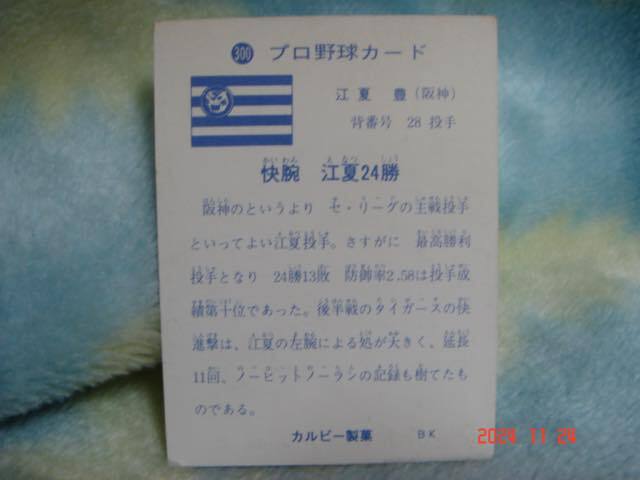 300 プロ野球カード
江夏 豊(阪神)
背番号 28 投手
快腕 江夏24勝
阪神のというより セ・リーグの主戦投手
といってよい江夏投手。さすがに 最高勝利
投手となり 24勝13敗 防御率2.58は投手成
績第十位であった。後半戦のタイガースの快
進撃は、江夏の左腕による処が大きく、延長
11回、ノーヒットノーランの記録も樹てたも
のである。
カルビー製菓 BK
2024 11 24